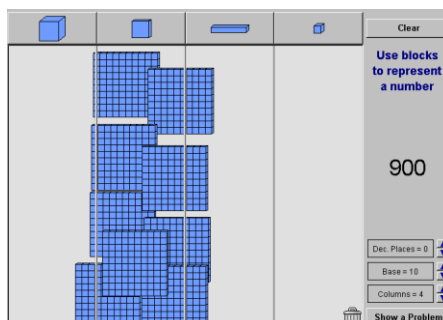 Clear
Use blocks
to represent
a number
900
Dec. Places = 0
Base = 10
Columns = 4
Show a Problem